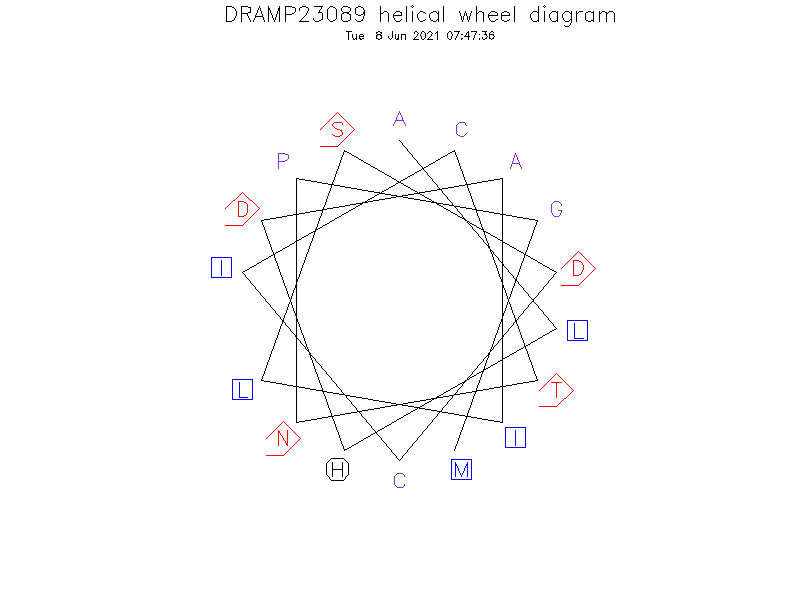 DRAMP23089 helical wheel diagram
Tue 8 Jun 2021 07:47:36
A
S
C
P
A
D
G
I
D
L
L
T
N
I
H
M
C